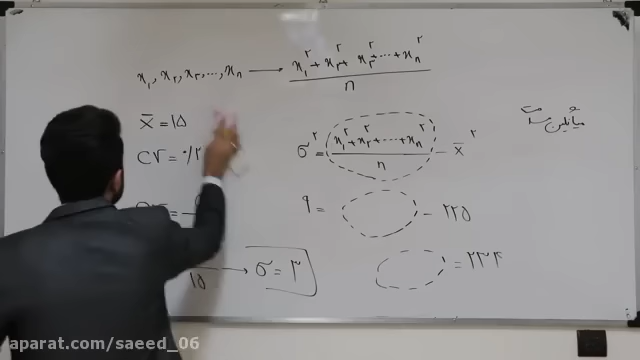 x₁, x₂, x₃, ..., xₙ → (x₁² + x₂² + x₃² + ... + xₙ²) / n
x̄ = ۱۵
CV = ۰/۲
σ² = (x₁² + x₂² + ... + xₙ²) / n − x̄²
میانگین
۹ = − ۲۲۵
۱۵ → σ = ۳
= ۲۳۴
aparat.com/saeed_06